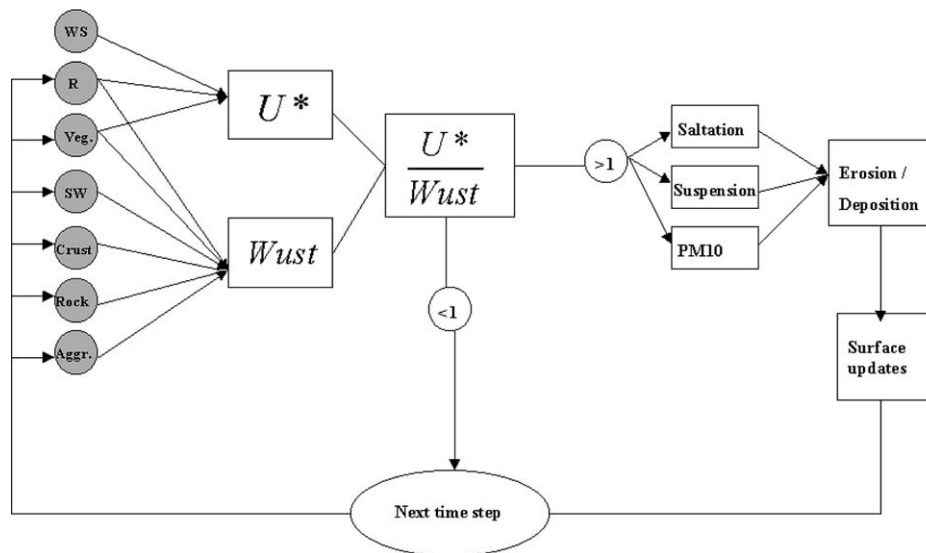 WS
R
Veg.
SW
Crust
Rock
Aggr.
U*
Wust
U*
Wust
>1
<1
Saltation
Suspension
PM10
Erosion /
Deposition
Surface
updates
Next time step